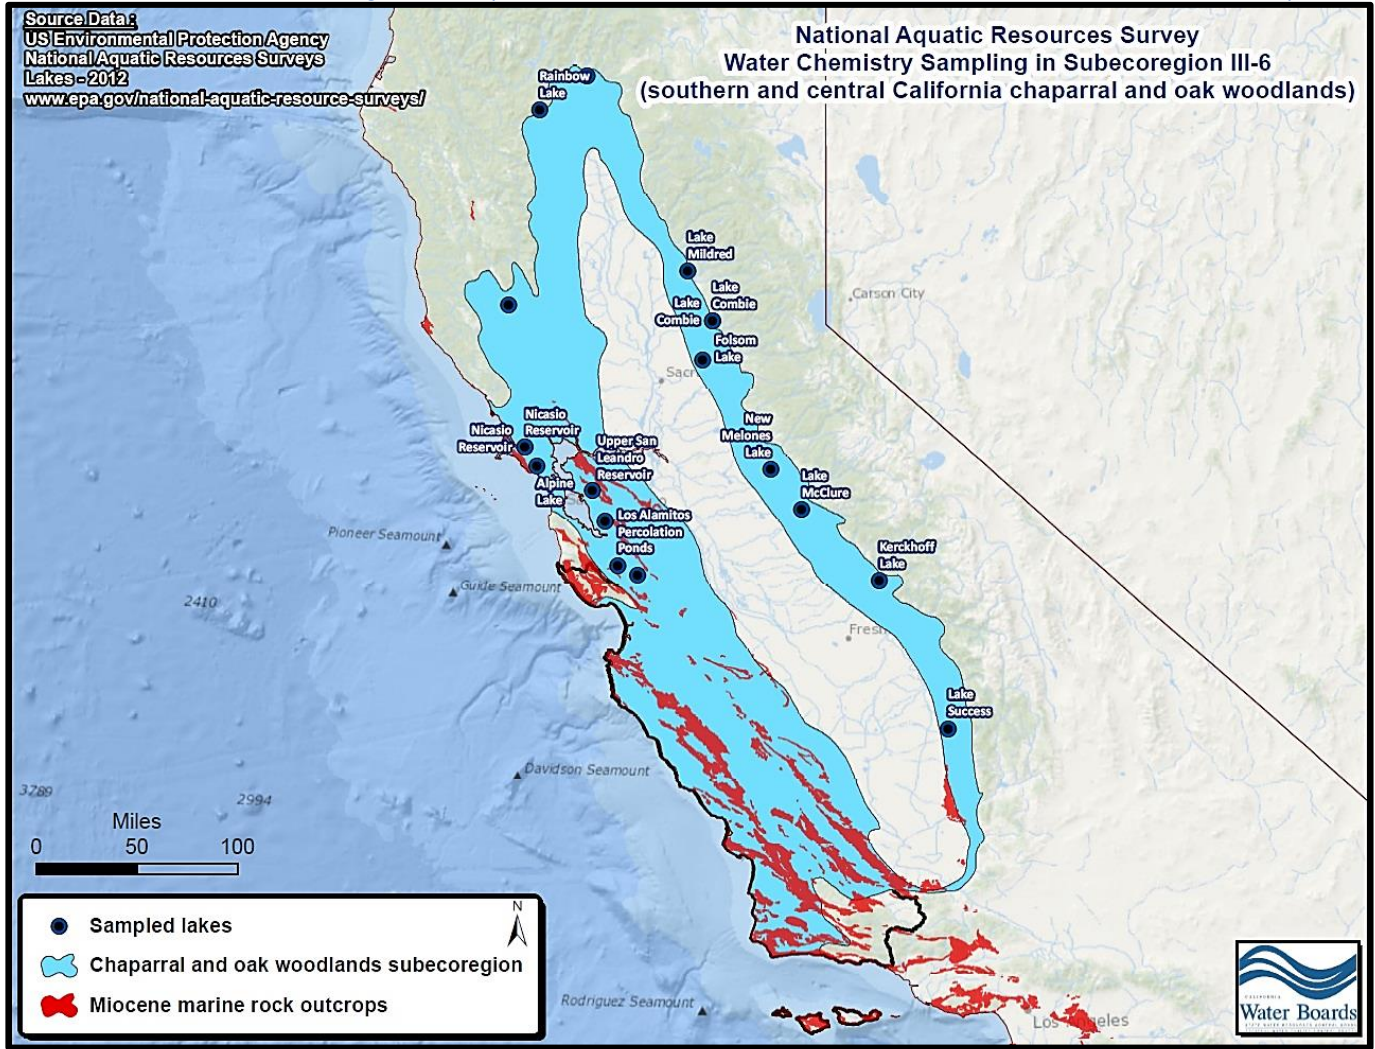 Source Data :
US Environmental Protection Agency
National Aquatic Resources Surveys
Lakes - 2012
www.epa.gov/national-aquatic-resource-surveys/
National Aquatic Resources Survey
Water Chemistry Sampling in Subecoregion III-6
(southern and central California chaparral and oak woodlands)
Rainbow
Lake
Lake
Mildred
Lake
Combie
Lake
Combie
Carson City
Folsom
Lake
Sacr
Nicasio
Reservoir
Nicasio
Reservoir
Upper San
Leandro
Reservoir
Alpine
Lake
New
Melones
Lake
Lake
McClure
Los Alamitos
Percolation
Ponds
Kerckhoff
Lake
Pioneer Seamount
Guide Seamount
2410
Fresn
Lake
Success
Davidson Seamount
3789
2994
Miles
0 50 100
N
Sampled lakes
Chaparral and oak woodlands subecoregion
Miocene marine rock outcrops
Rodriguez Seamount
Los Angeles
CALIFORNIA
Water Boards